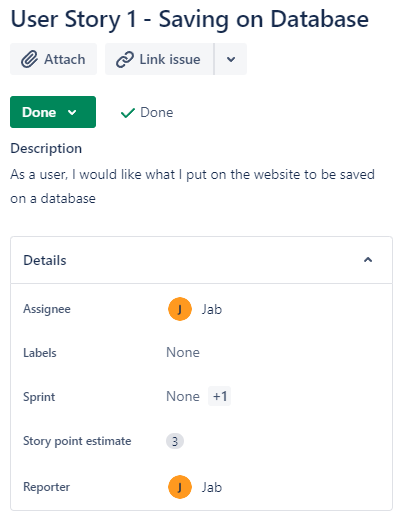 User Story 1 - Saving on Database
Attach Link issue
Done Done
Description
As a user, I would like what I put on the website to be saved
on a database
Details
Assignee J Jab
Labels None
Sprint None +1
Story point estimate 3
Reporter J Jab